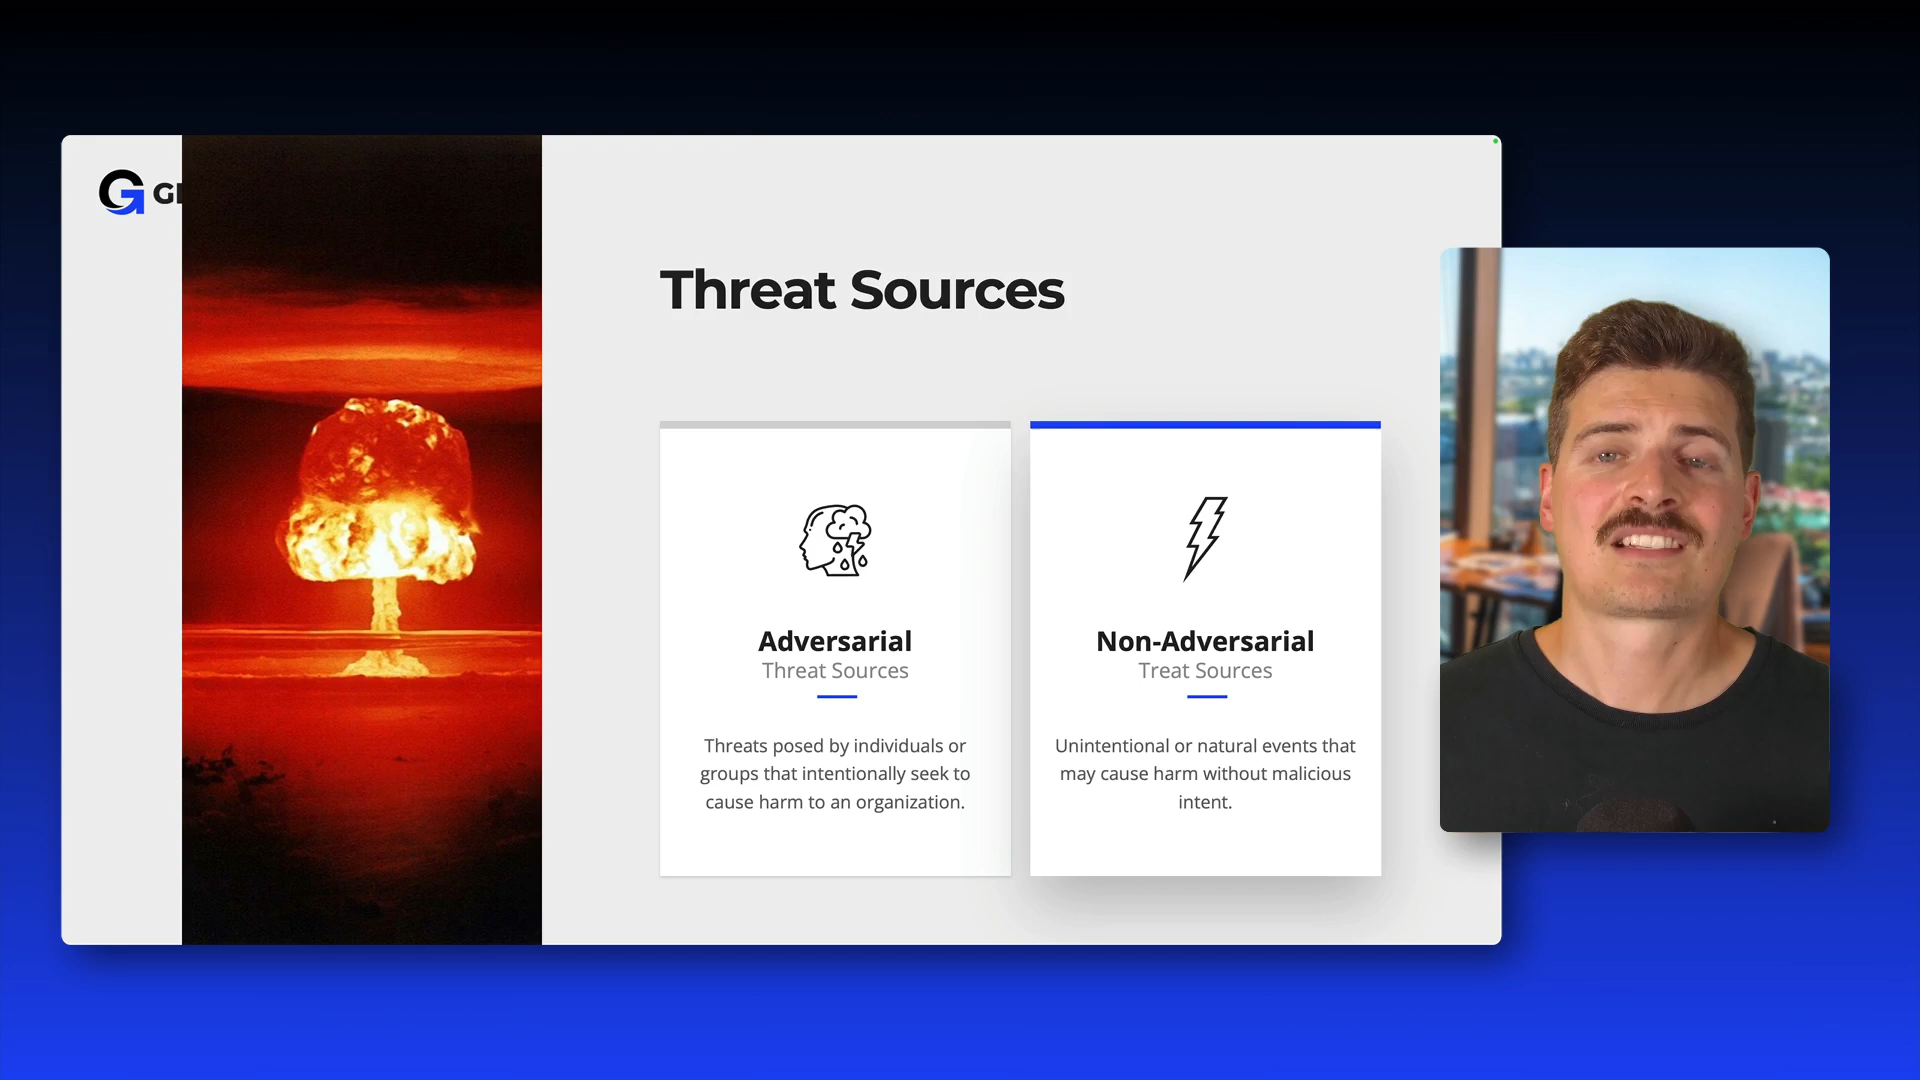 Threat Sources
Adversarial
Threat Sources
Threats posed by individuals or
groups that intentionally seek to
cause harm to an organization.
Non-Adversarial
Treat Sources
Unintentional or natural events that
may cause harm without malicious
intent.